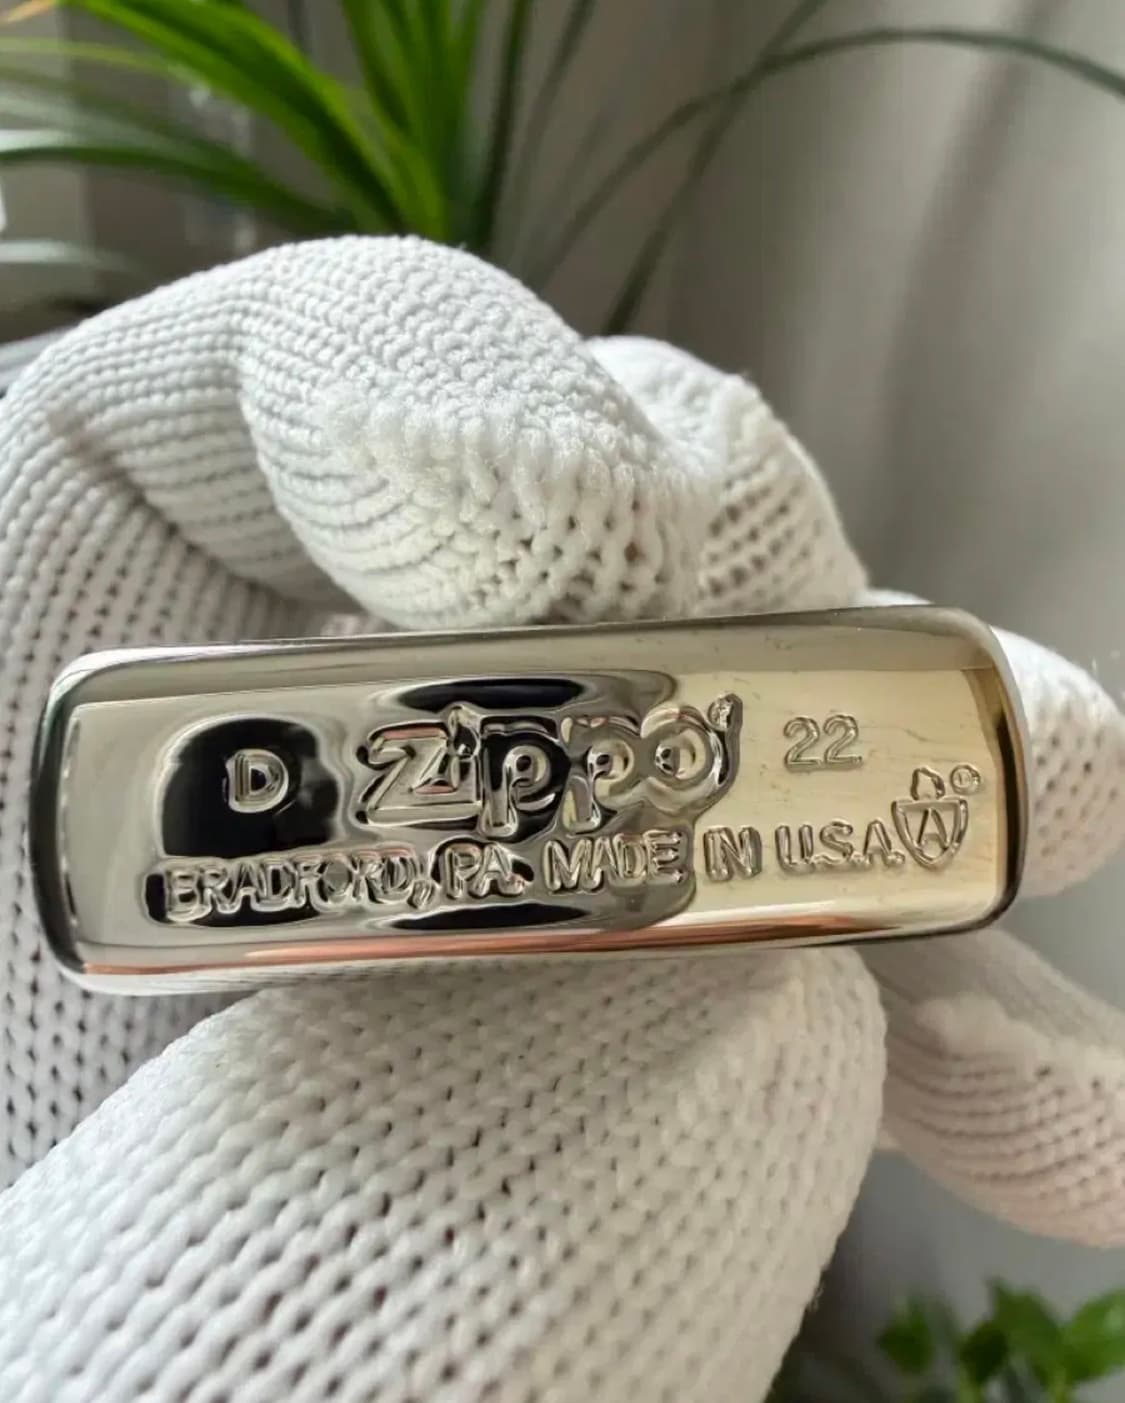 D Zippo 22
BRADFORD, PA. MADE IN U.S.A. A